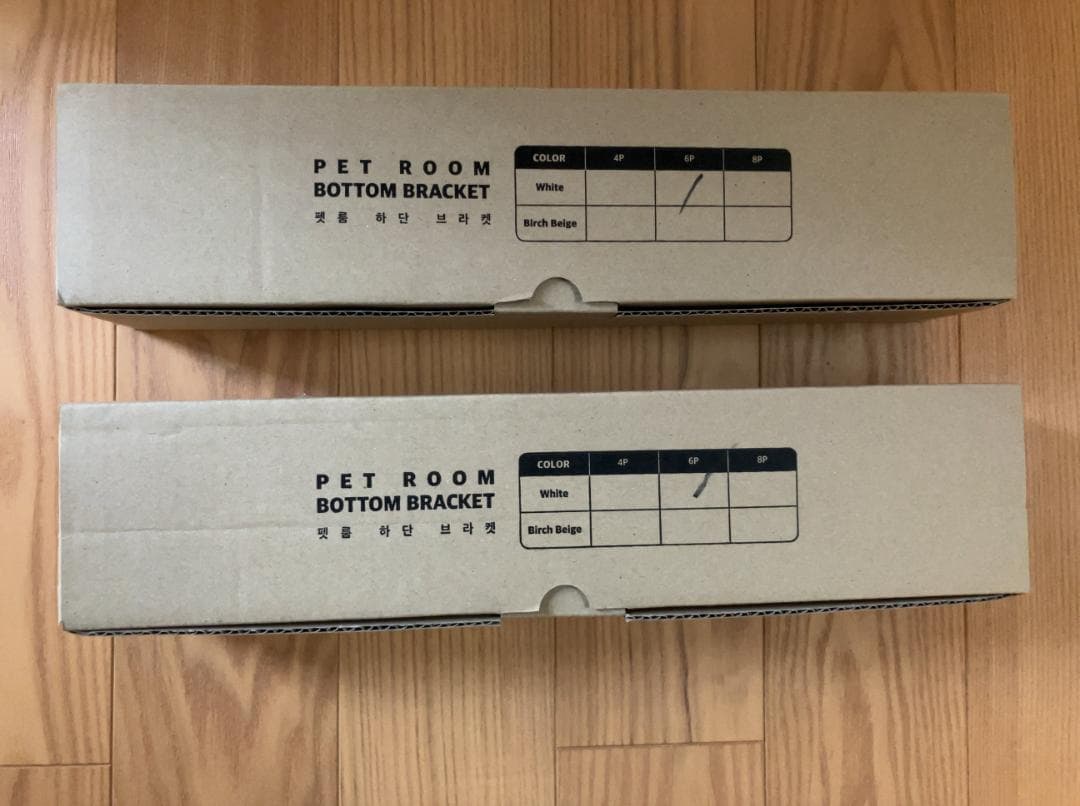 PET ROOM
BOTTOM BRACKET
펫룸 하단 브라켓
COLOR 4P 6P 8P
White /
Birch Beige
PET ROOM
BOTTOM BRACKET
펫룸 하단 브라켓
COLOR 4P 6P 8P
White /
Birch Beige